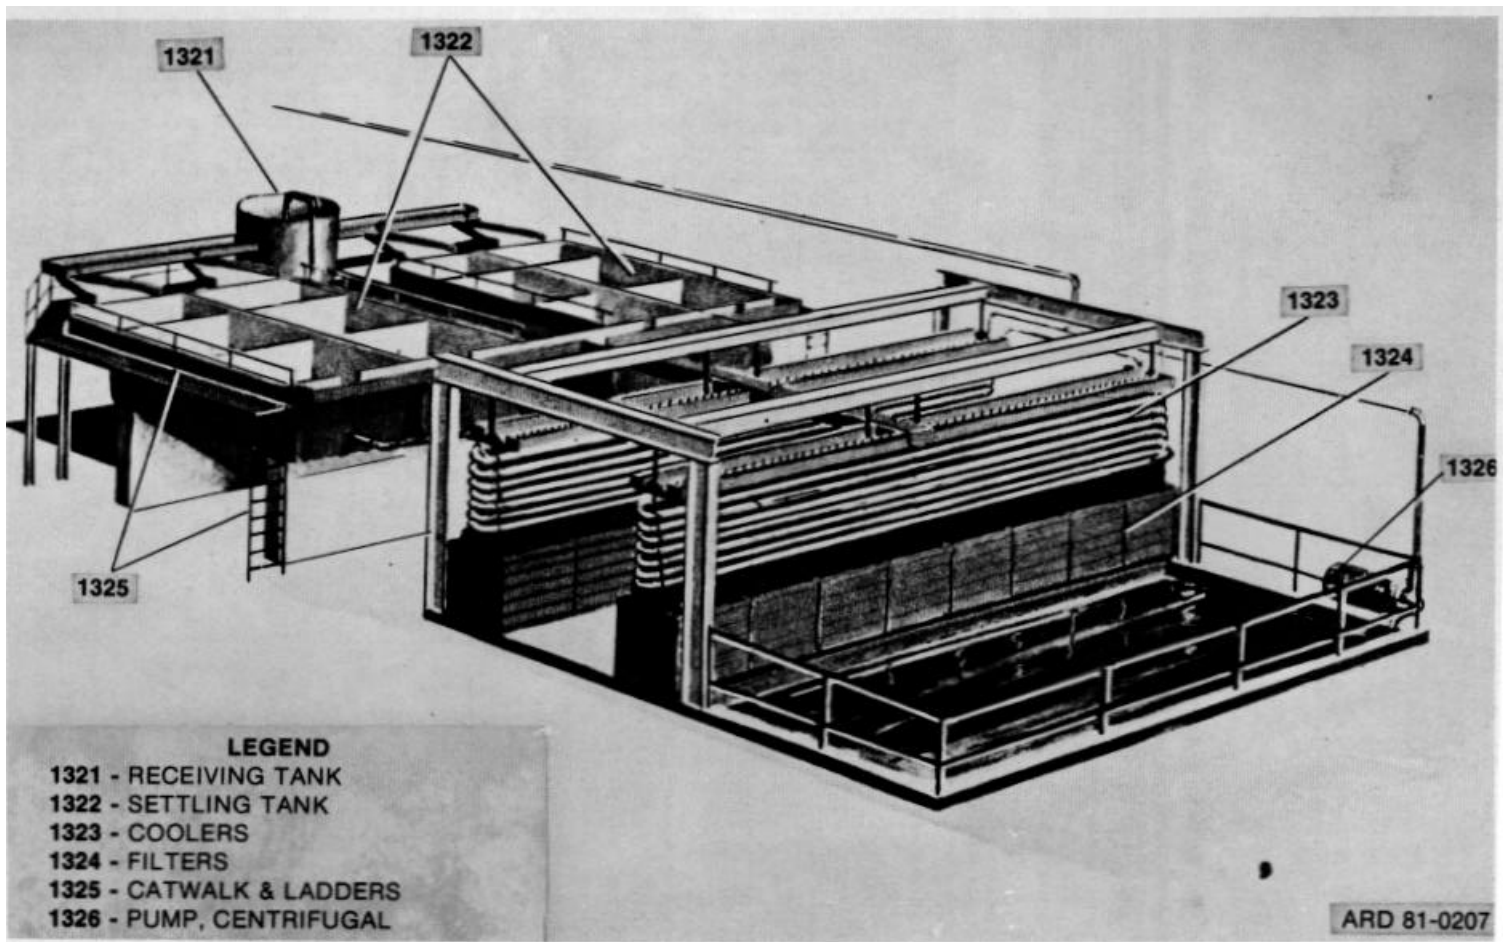 1321
1322
1323
1324
1326
1325
LEGEND
1321 - RECEIVING TANK
1322 - SETTLING TANK
1323 - COOLERS
1324 - FILTERS
1325 - CATWALK & LADDERS
1326 - PUMP, CENTRIFUGAL
ARD 81-0207